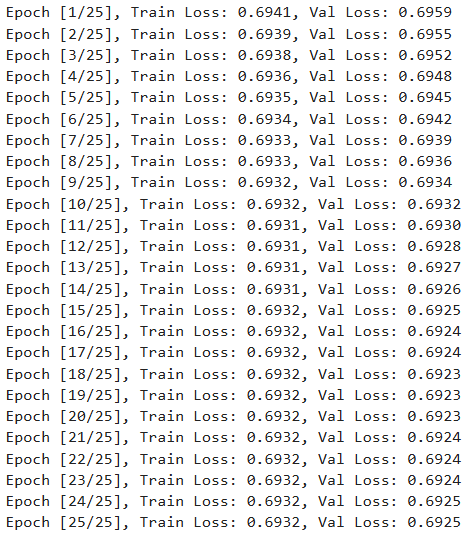 Epoch [1/25], Train Loss: 0.6941, Val Loss: 0.6959
Epoch [2/25], Train Loss: 0.6939, Val Loss: 0.6955
Epoch [3/25], Train Loss: 0.6938, Val Loss: 0.6952
Epoch [4/25], Train Loss: 0.6936, Val Loss: 0.6948
Epoch [5/25], Train Loss: 0.6935, Val Loss: 0.6945
Epoch [6/25], Train Loss: 0.6934, Val Loss: 0.6942
Epoch [7/25], Train Loss: 0.6933, Val Loss: 0.6939
Epoch [8/25], Train Loss: 0.6933, Val Loss: 0.6936
Epoch [9/25], Train Loss: 0.6932, Val Loss: 0.6934
Epoch [10/25], Train Loss: 0.6932, Val Loss: 0.6932
Epoch [11/25], Train Loss: 0.6931, Val Loss: 0.6930
Epoch [12/25], Train Loss: 0.6931, Val Loss: 0.6928
Epoch [13/25], Train Loss: 0.6931, Val Loss: 0.6927
Epoch [14/25], Train Loss: 0.6931, Val Loss: 0.6926
Epoch [15/25], Train Loss: 0.6932, Val Loss: 0.6925
Epoch [16/25], Train Loss: 0.6932, Val Loss: 0.6924
Epoch [17/25], Train Loss: 0.6932, Val Loss: 0.6924
Epoch [18/25], Train Loss: 0.6932, Val Loss: 0.6923
Epoch [19/25], Train Loss: 0.6932, Val Loss: 0.6923
Epoch [20/25], Train Loss: 0.6932, Val Loss: 0.6923
Epoch [21/25], Train Loss: 0.6932, Val Loss: 0.6924
Epoch [22/25], Train Loss: 0.6932, Val Loss: 0.6924
Epoch [23/25], Train Loss: 0.6932, Val Loss: 0.6924
Epoch [24/25], Train Loss: 0.6932, Val Loss: 0.6925
Epoch [25/25], Train Loss: 0.6932, Val Loss: 0.6925